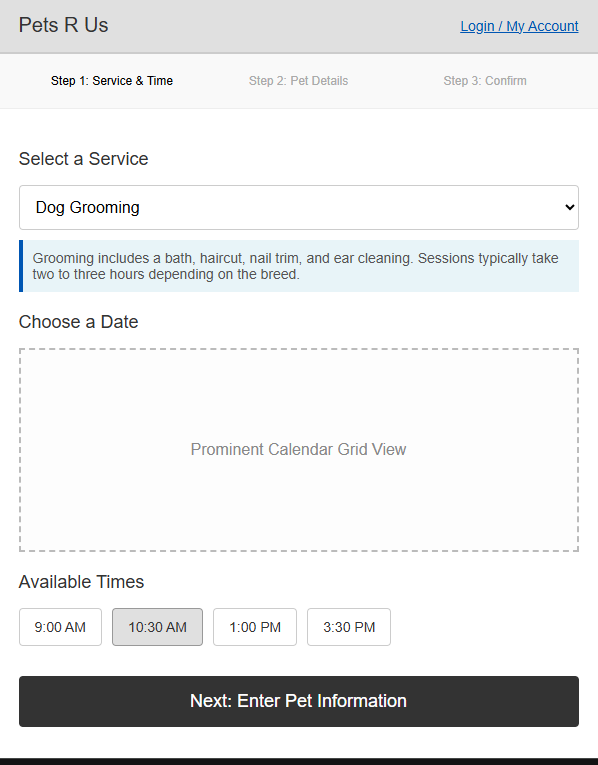 Pets R Us
Login / My Account
Step 1: Service & Time
Step 2: Pet Details
Step 3: Confirm
Select a Service
Dog Grooming
Grooming includes a bath, haircut, nail trim, and ear cleaning. Sessions typically take
two to three hours depending on the breed.
Choose a Date
Prominent Calendar Grid View
Available Times
9:00 AM
10:30 AM
1:00 PM
3:30 PM
Next: Enter Pet Information